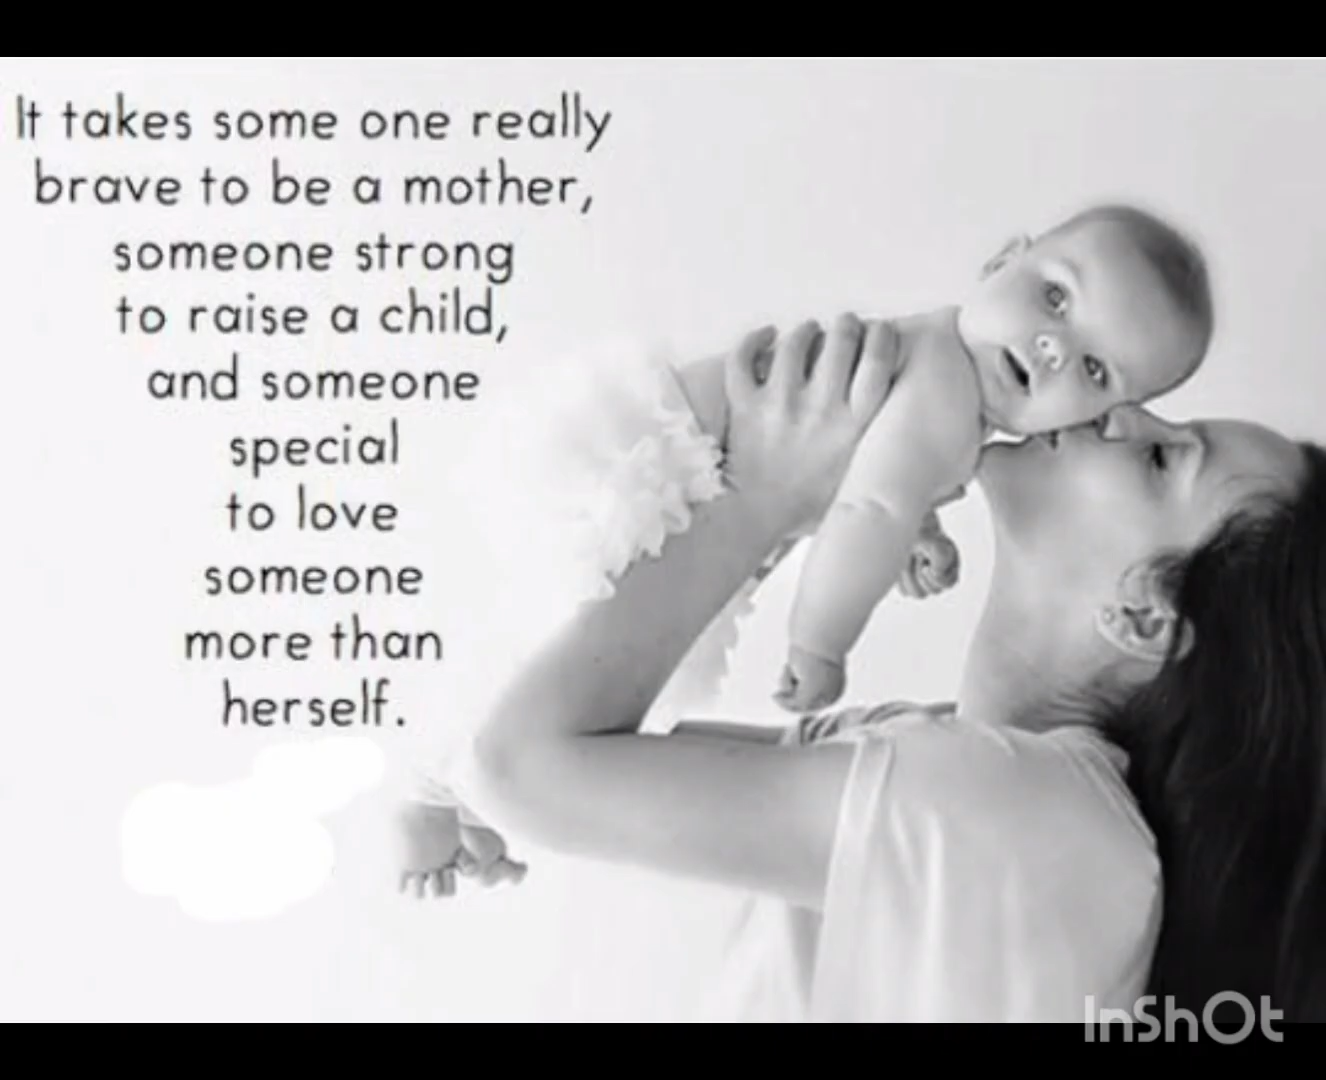 It takes some one really
brave to be a mother,
someone strong
to raise a child,
and someone
special
to love
someone
more than
herself.
InShOt